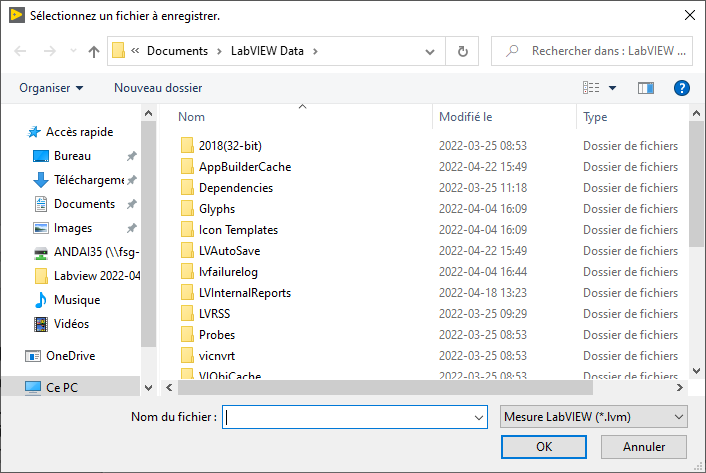 Sélectionnez un fichier à enregistrer.
« Documents › LabVIEW Data ›
Rechercher dans : LabVIEW ...
Organiser Nouveau dossier
Nom Modifié le Type
Accès rapide
Bureau
Téléchargeme
Documents
Images
ANDAI35 (\\fsg-
Labview 2022-04
Musique
Vidéos
OneDrive
Ce PC
2018(32-bit) 2022-03-25 08:53 Dossier de fichiers
AppBuilderCache 2022-04-22 15:49 Dossier de fichiers
Dependencies 2022-03-25 11:18 Dossier de fichiers
Glyphs 2022-04-04 16:09 Dossier de fichiers
Icon Templates 2022-04-04 16:09 Dossier de fichiers
LVAutoSave 2022-04-22 15:49 Dossier de fichiers
lvfailurelog 2022-04-04 16:44 Dossier de fichiers
LVInternalReports 2022-04-18 13:23 Dossier de fichiers
LVRSS 2022-03-25 09:29 Dossier de fichiers
Probes 2022-03-25 08:53 Dossier de fichiers
vicnvrt 2022-03-25 08:53 Dossier de fichiers
VIObjCache 2022-03-25 08:53 Dossier de fichiers
Nom du fichier :
Mesure LabVIEW (*.lvm)
OK Annuler